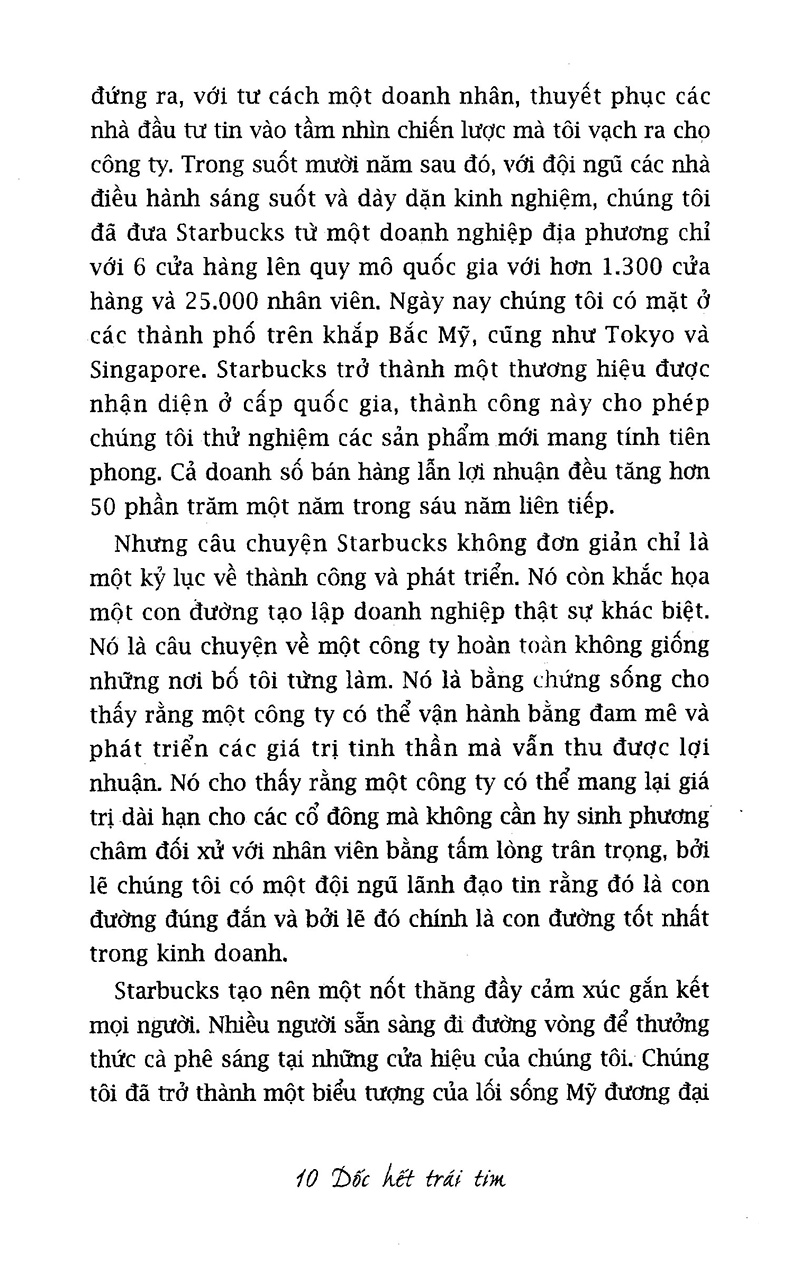 đứng ra, với tư cách một doanh nhân, thuyết phục các
nhà đầu tư tin vào tầm nhìn chiến lược mà tôi vạch ra cho
công ty. Trong suốt mười năm sau đó, với đội ngũ các nhà
điều hành sáng suốt và dày dặn kinh nghiệm, chúng tôi
đã đưa Starbucks từ một doanh nghiệp địa phương chỉ
với 6 cửa hàng lên quy mô quốc gia với hơn 1.300 cửa
hàng và 25.000 nhân viên. Ngày nay chúng tôi có mặt ở
các thành phố trên khắp Bắc Mỹ, cũng như Tokyo và
Singapore. Starbucks trở thành một thương hiệu được
nhận diện ở cấp quốc gia, thành công này cho phép
chúng tôi thử nghiệm các sản phẩm mới mang tính tiên
phong. Cả doanh số bán hàng lẫn lợi nhuận đều tăng hơn
50 phần trăm một năm trong sáu năm liên tiếp.
Nhưng câu chuyện Starbucks không đơn giản chỉ là
một kỷ lục về thành công và phát triển. Nó còn khắc họa
một con đường tạo lập doanh nghiệp thật sự khác biệt.
Nó là câu chuyện về một công ty hoàn toàn không giống
những nơi bố tôi từng làm. Nó là bằng chứng sống cho
thấy rằng một công ty có thể vận hành bằng đam mê và
phát triển các giá trị tinh thần mà vẫn thu được lợi
nhuận. Nó cho thấy rằng một công ty có thể mang lại giá
trị dài hạn cho các cổ đông mà không cần hy sinh phương
châm đối xử với nhân viên bằng tấm lòng trân trọng, bởi
lẽ chúng tôi có một đội ngũ lãnh đạo tin rằng đó là con
đường đúng đắn và bởi lẽ đó chính là con đường tốt nhất
trong kinh doanh.
Starbucks tạo nên một nốt thăng đầy cảm xúc gắn kết
mọi người. Nhiều người sẵn sàng đi đường vòng để thưởng
thức cà phê sáng tại những cửa hiệu của chúng tôi. Chúng
tôi đã trở thành một biểu tượng của lối sống Mỹ đương đại
10 Dốc hết trái tim